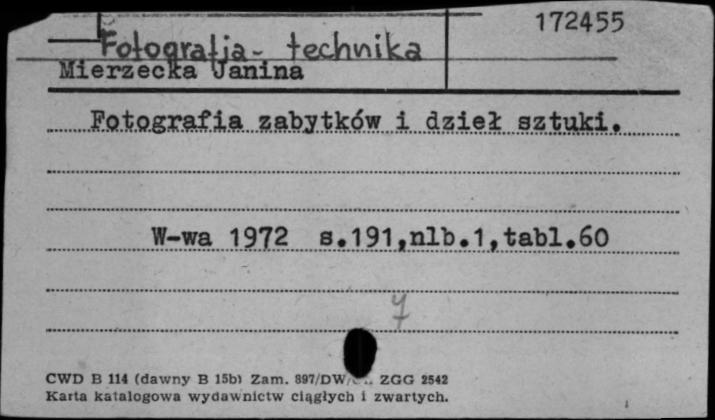 172455
Fotografja - technika
Mierzecka Janina
Fotografia zabytków i dzieł sztuki.
W-wa 1972 s.191,nlb.1,tabl.60
7
CWD B 114 (dawny B 15b) Zam. 897/DW ZGG 2542
Karta katalogowa wydawnictw ciągłych i zwartych.